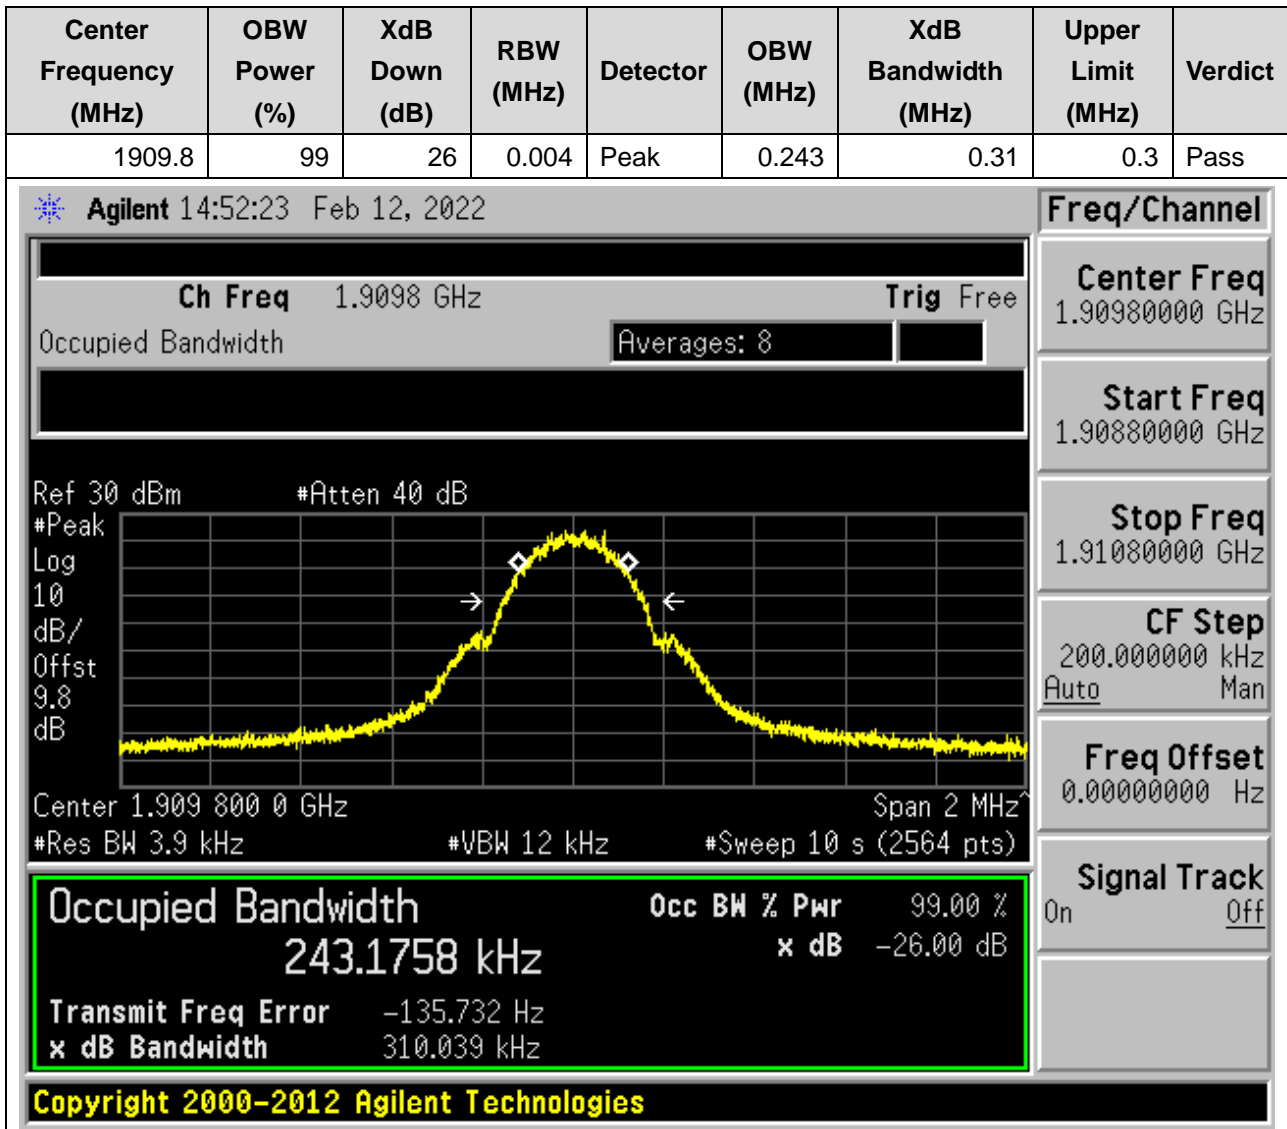 Center Frequency (MHz) OBW Power (%) XdB Down (dB) RBW (MHz) Detector OBW (MHz) XdB Bandwidth (MHz) Upper Limit (MHz) Verdict
1909.8 99 26 0.004 Peak 0.243 0.31 0.3 Pass
Agilent 14:52:23 Feb 12, 2022
Freq/Channel
Ch Freq 1.9098 GHz Trig Free
Occupied Bandwidth Averages: 8
Center Freq
1.90980000 GHz
Start Freq
1.90880000 GHz
Stop Freq
1.91080000 GHz
CF Step
200.000000 kHz
Auto Man
Freq Offset
0.00000000 Hz
Signal Track
On Off
Ref 30 dBm #Atten 40 dB
#Peak
Log
10
dB/
Offst
9.8
dB
Center 1.909 800 0 GHz Span 2 MHz^
#Res BW 3.9 kHz #VBW 12 kHz #Sweep 10 s (2564 pts)
Occupied Bandwidth Occ BW % Pwr 99.00 %
243.1758 kHz x dB -26.00 dB
Transmit Freq Error -135.732 Hz
x dB Bandwidth 310.039 kHz
Copyright 2000-2012 Agilent Technologies